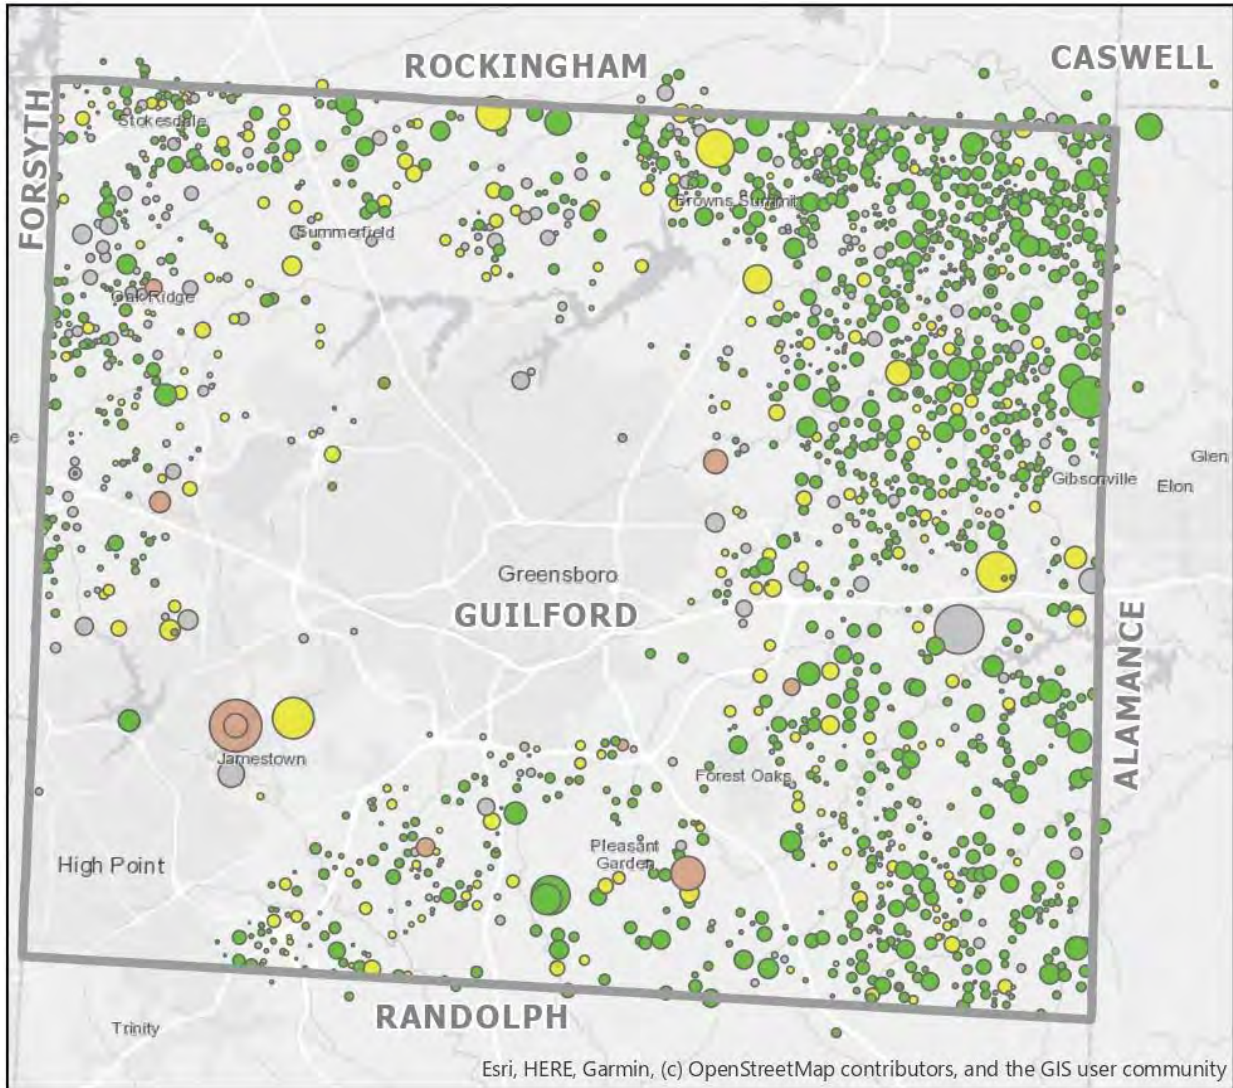 ROCKINGHAM
CASWELL
FORSYTH
Stokesdale
Browns Summit
Summerfield
Oak Ridge
e
Glen
Gibsonville
Elon
Greensboro
GUILFORD
ALAMANCE
Jamestown
Forest Oaks
High Point
Pleasant
Garden
RANDOLPH
Trinity
Esri, HERE, Garmin, (c) OpenStreetMap contributors, and the GIS user community